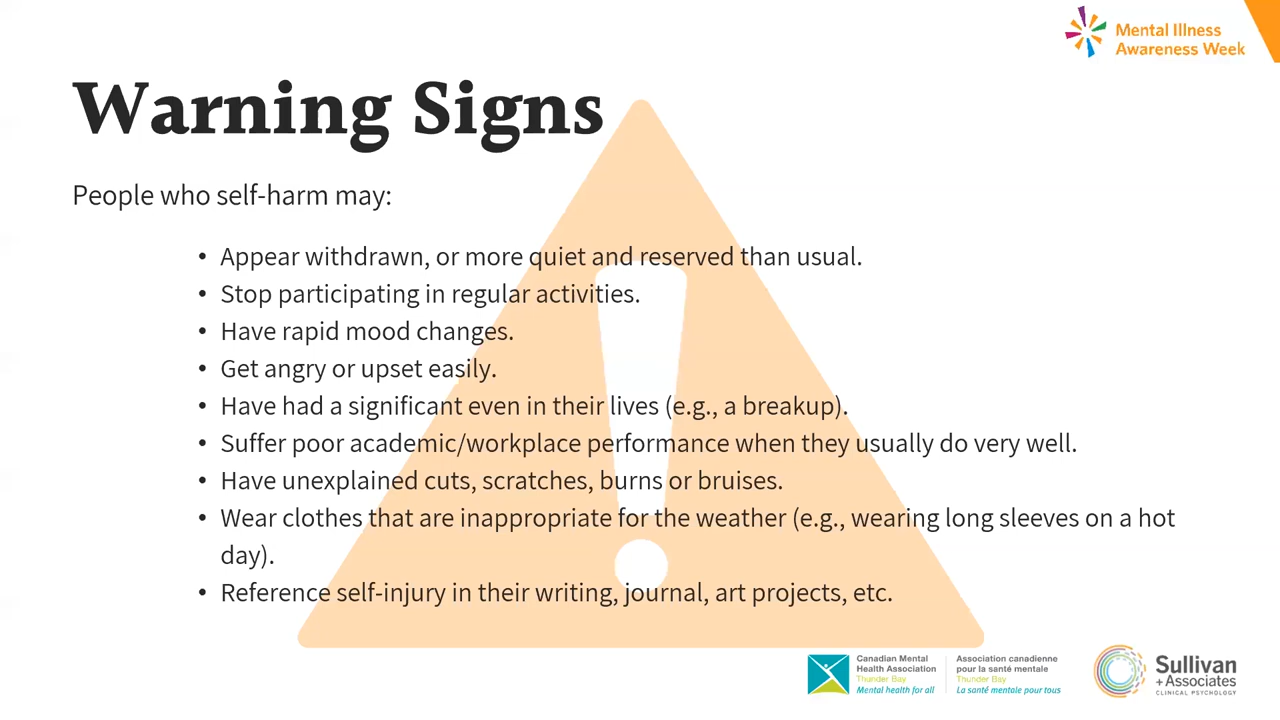 Mental Illness
Awareness Week
Warning Signs
People who self-harm may:
• Appear withdrawn, or more quiet and reserved than usual.
• Stop participating in regular activities.
• Have rapid mood changes.
• Get angry or upset easily.
• Have had a significant even in their lives (e.g., a breakup).
• Suffer poor academic/workplace performance when they usually do very well.
• Have unexplained cuts, scratches, burns or bruises.
• Wear clothes that are inappropriate for the weather (e.g., wearing long sleeves on a hot
day).
• Reference self-injury in their writing, journal, art projects, etc.
Canadian Mental
Health Association
Thunder Bay
Mental health for all
Association canadienne
pour la santé mentale
Thunder Bay
La santé mentale pour tous
Sullivan
+ Associates
CLINICAL PSYCHOLOGY